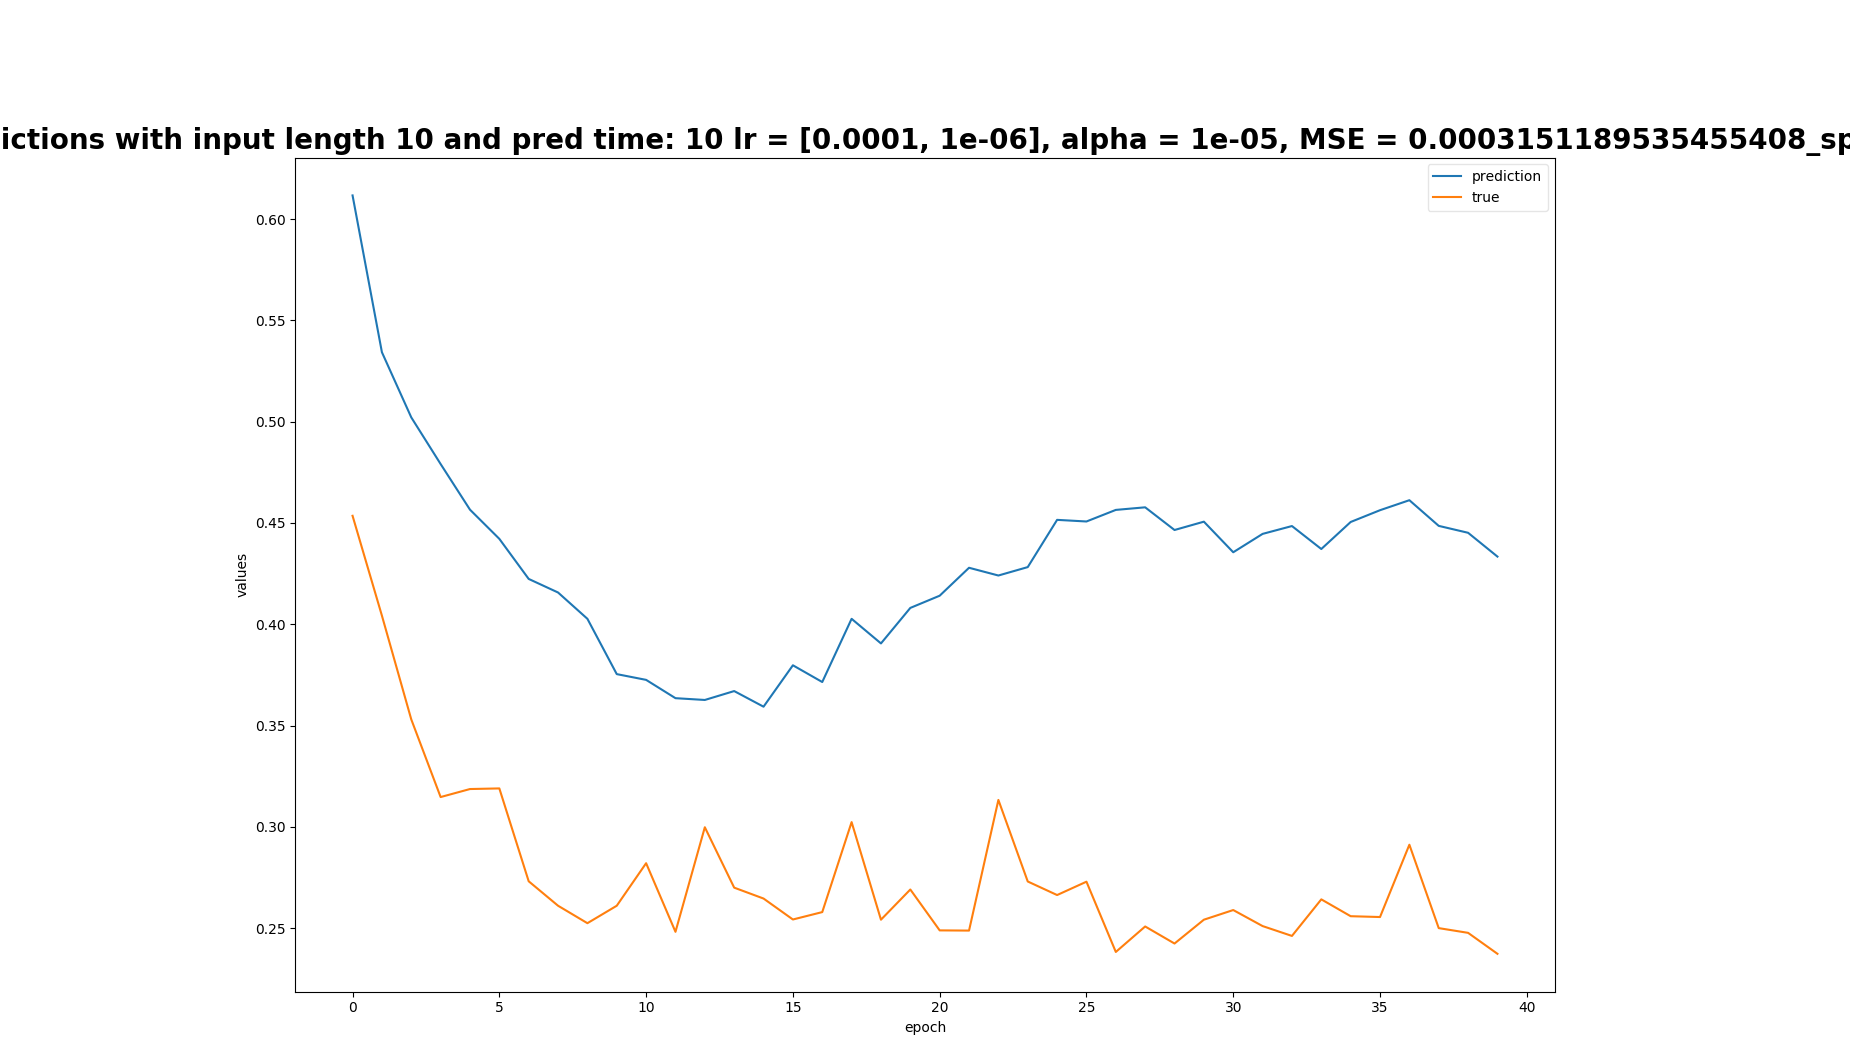 ictions with input length 10 and pred time: 10 lr = [0.0001, 1e-06], alpha = 1e-05, MSE = 0.0003151189535455408_sp
prediction
true
0.60
0.55
0.50
0.45
0.40
0.35
0.30
0.25
values
0 5 10 15 20 25 30 35 40
epoch